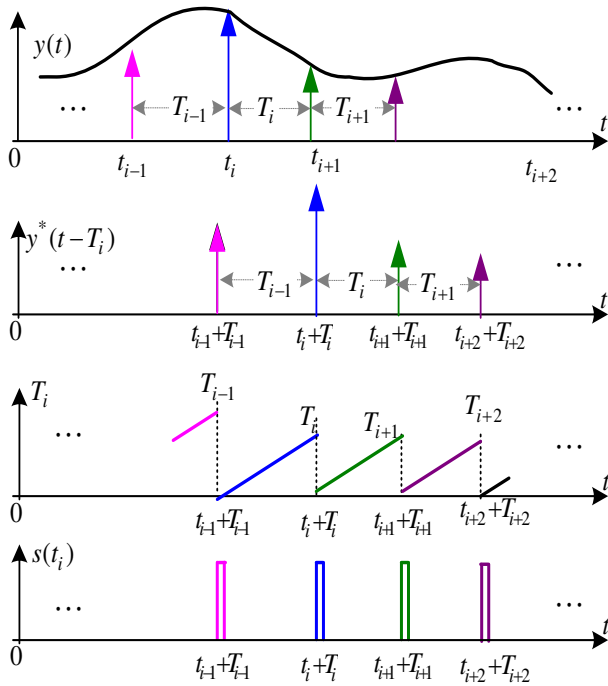 y(t)
⋯ T_{i-1} T_i T_{i+1} ⋯
t
0 t_{i-1} t_i t_{i+1} t_{i+2}
y^*(t-T_i)
⋯ T_{i-1} T_i T_{i+1} ⋯
t
0 t_{i-1}+T_{i-1} t_i+T_i t_{i+1}+T_{i+1} t_{i+2}+T_{i+2}
T_i T_{i-1} T_i T_{i+1} T_{i+2}
⋯ ⋯
t
0 t_{i-1}+T_{i-1} t_i+T_i t_{i+1}+T_{i+1} t_{i+2}+T_{i+2}
s(t_i)
⋯ ⋯
t
0 t_{i-1}+T_{i-1} t_i+T_i t_{i+1}+T_{i+1} t_{i+2}+T_{i+2}